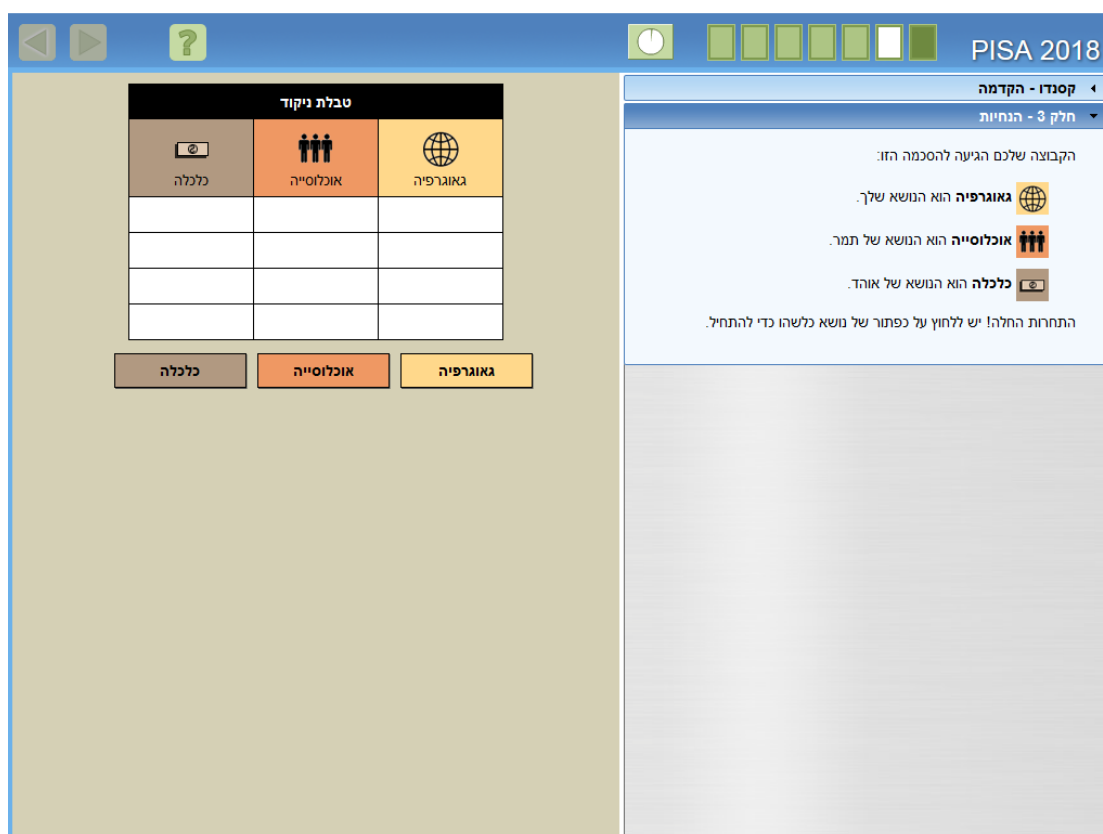 ?
PISA 2018
קסנדו - הקדמה
חלק 3 - הנחיות
הקבוצה שלכם הגיעה להסכמה הזו:
גאוגרפיה הוא הנושא שלך.
אוכלוסייה הוא הנושא של תמר.
כלכלה הוא הנושא של אוהד.
התחרות החלה! יש ללחוץ על כפתור של נושא כלשהו כדי להתחיל.
טבלת ניקוד
גאוגרפיה אוכלוסייה כלכלה
גאוגרפיה אוכלוסייה כלכלה